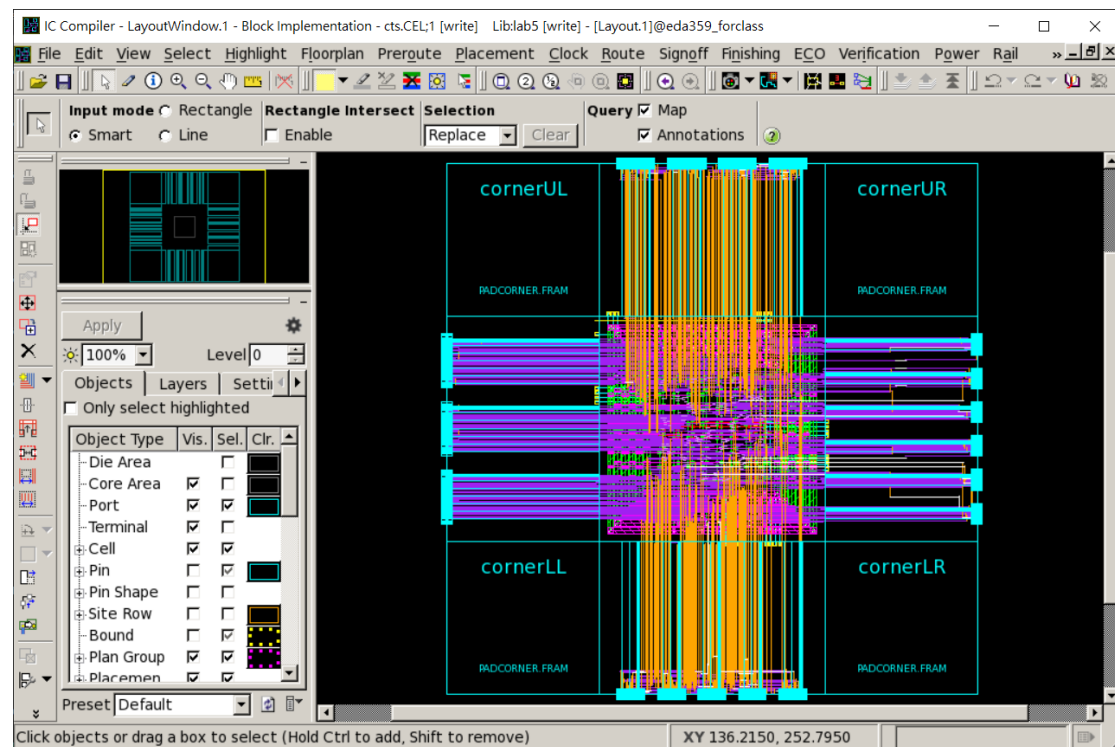 IC Compiler - LayoutWindow.1 - Block Implementation - cts.CEL;1 [write]    Lib:lab5 [write] - [Layout.1]@eda359_forclass
File Edit View Select Highlight Floorplan Preroute Placement Clock Route Signoff Finishing ECO Verification Power Rail »
Input mode Rectangle Rectangle Intersect Selection Query Map
Smart Line Enable Replace Clear Annotations
cornerUL cornerUR
PADCORNER.FRAM PADCORNER.FRAM
Apply
100% Level 0
Objects Layers Settin
Only select highlighted
Object Type Vis. Sel. Clr.
Die Area
Core Area
Port
Terminal
Cell
Pin
Pin Shape
Site Row
Bound
Plan Group
Placemen
cornerLL cornerLR
PADCORNER.FRAM PADCORNER.FRAM
Preset Default
Click objects or drag a box to select (Hold Ctrl to add, Shift to remove) XY 136.2150, 252.7950